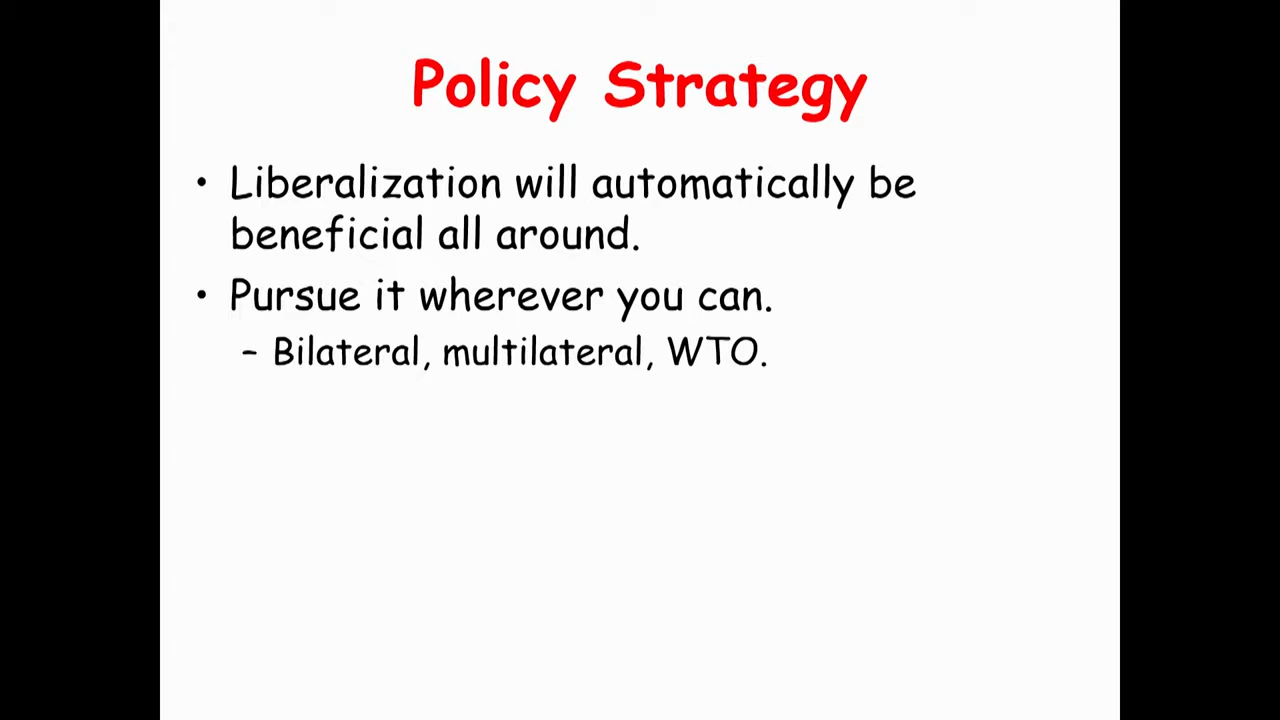 Policy Strategy
• Liberalization will automatically be
beneficial all around.
• Pursue it wherever you can.
– Bilateral, multilateral, WTO.